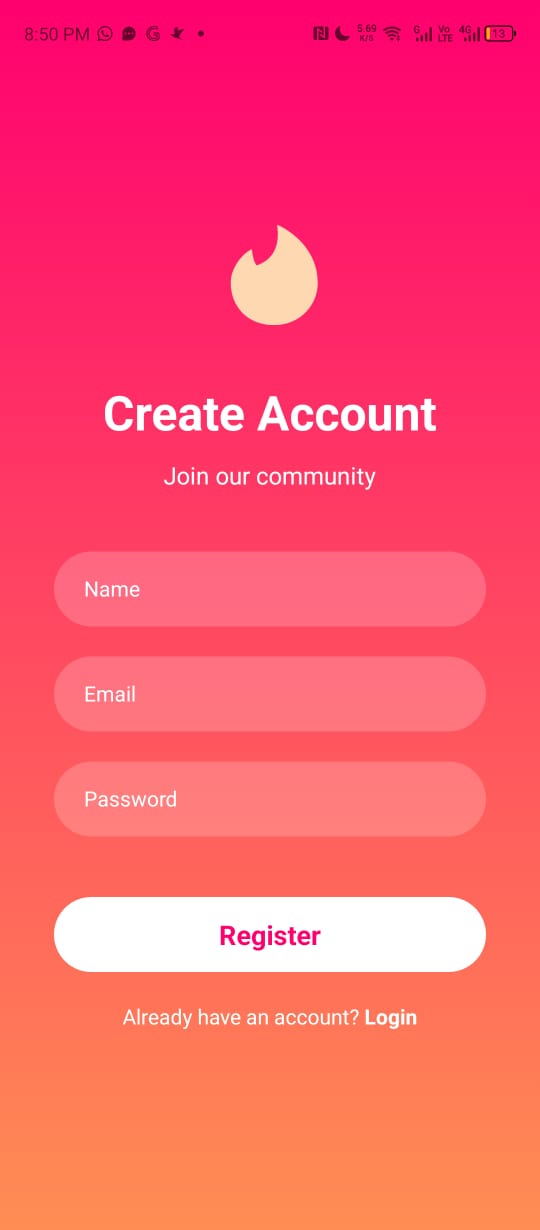 8:50 PM 5.69 K/S G Vo LTE 4G 13
Create Account
Join our community
Name
Email
Password
Register
Already have an account? Login